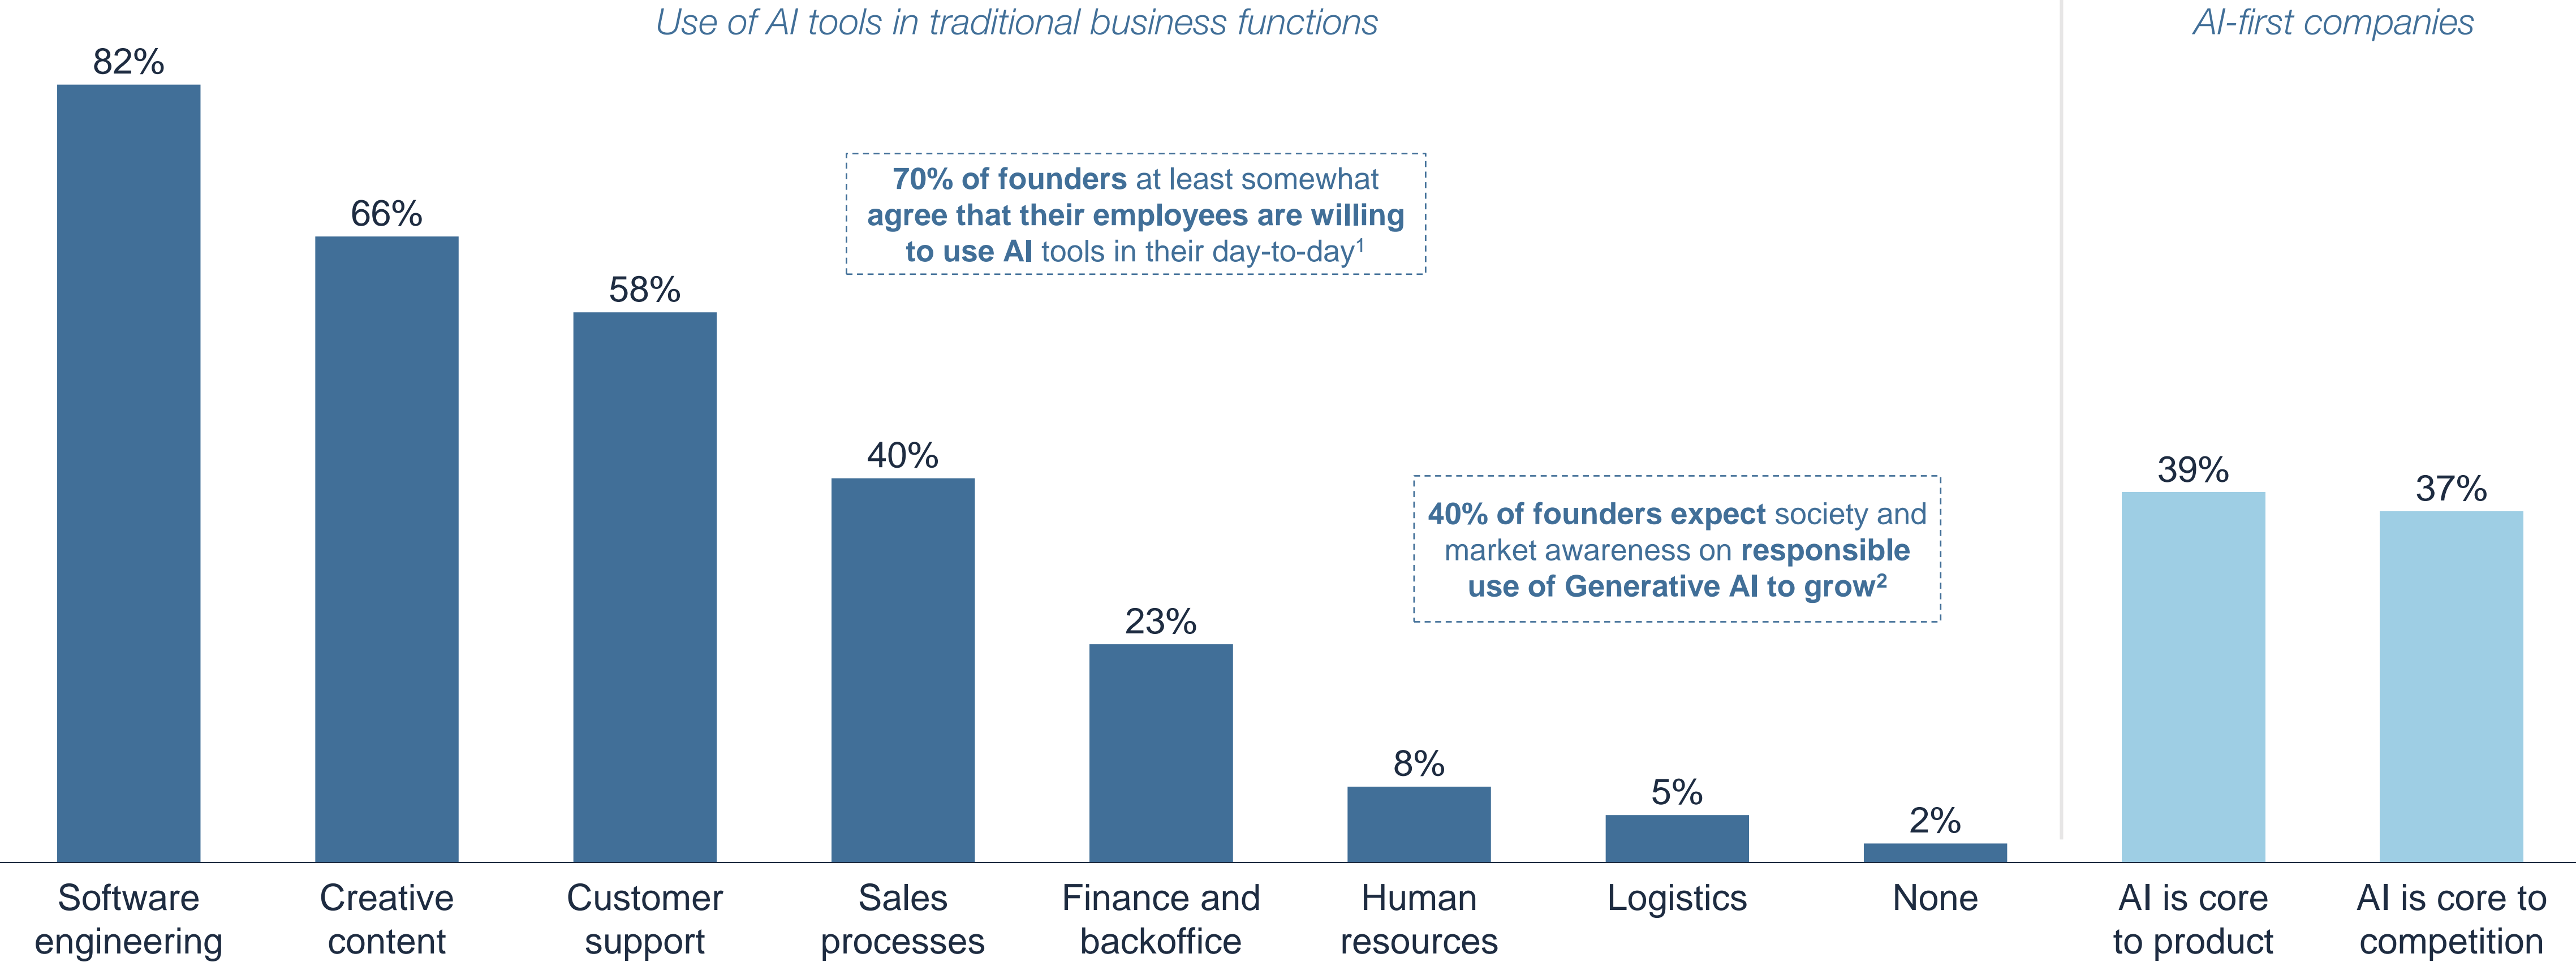 Use of AI tools in traditional business functions
AI-first companies
82%
66%
58%
40%
23%
8%
5%
2%
39%
37%
70% of founders at least somewhat
agree that their employees are willing
to use AI tools in their day-to-day¹
40% of founders expect society and
market awareness on responsible
use of Generative AI to grow²
Software
engineering
Creative
content
Customer
support
Sales
processes
Finance and
backoffice
Human
resources
Logistics
None
AI is core
to product
AI is core to
competition